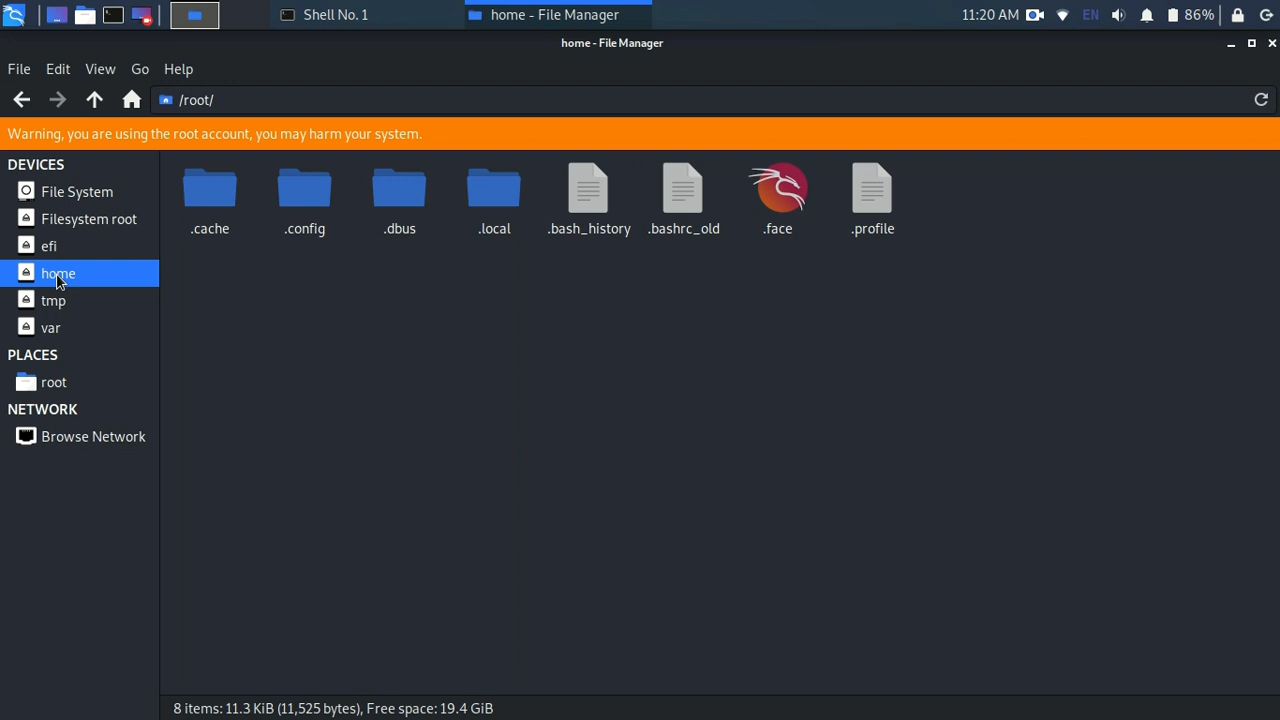 Shell No. 1
home - File Manager
11:20 AM
EN
86%
home - File Manager
File Edit View Go Help
/root/
Warning, you are using the root account, you may harm your system.
DEVICES
File System
Filesystem root
efi
home
tmp
var
PLACES
root
NETWORK
Browse Network
.cache
.config
.dbus
.local
.bash_history
.bashrc_old
.face
.profile
8 items: 11.3 KiB (11,525 bytes), Free space: 19.4 GiB